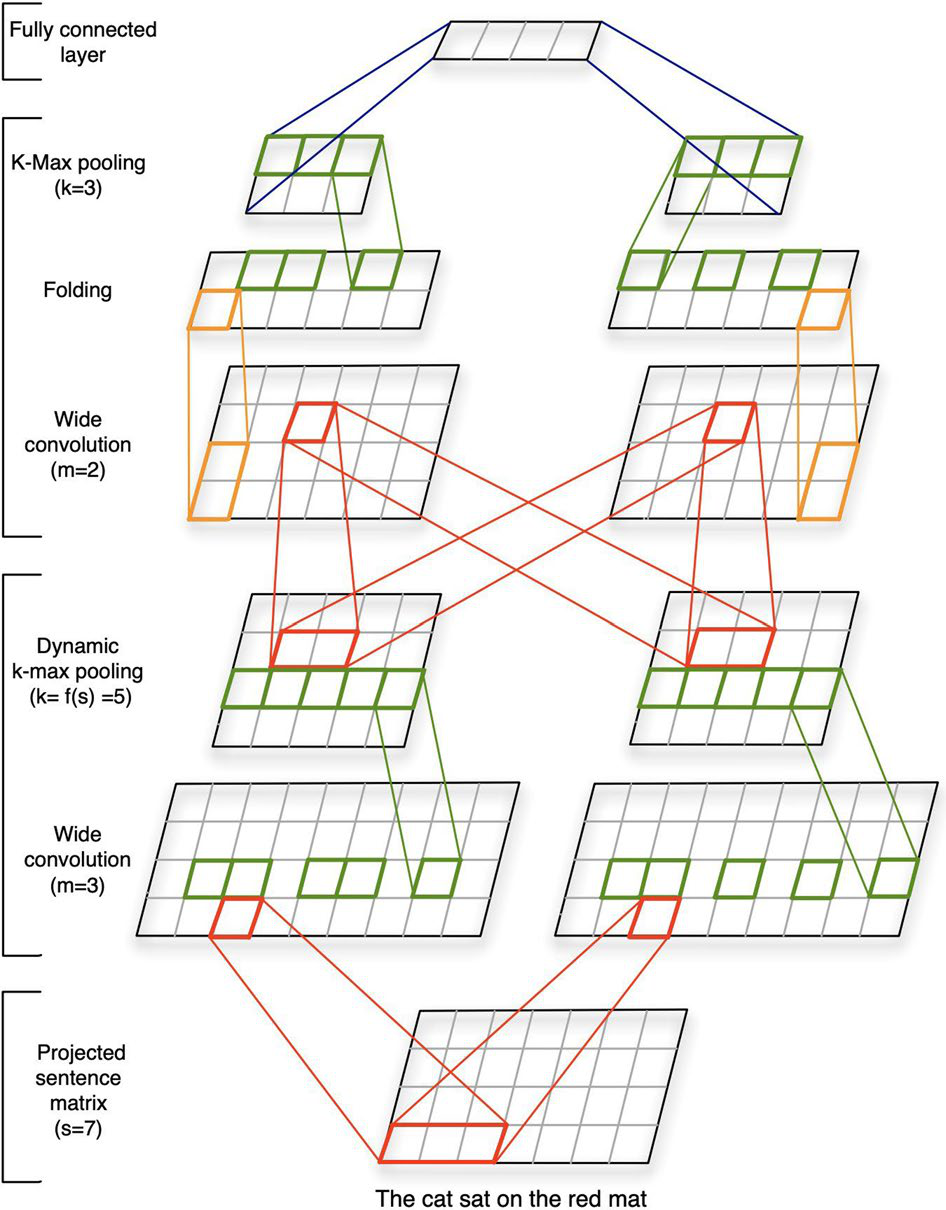 Fully connected
layer
K-Max pooling
(k=3)
Folding
Wide
convolution
(m=2)
Dynamic
k-max pooling
(k= f(s) =5)
Wide
convolution
(m=3)
Projected
sentence
matrix
(s=7)
The cat sat on the red mat